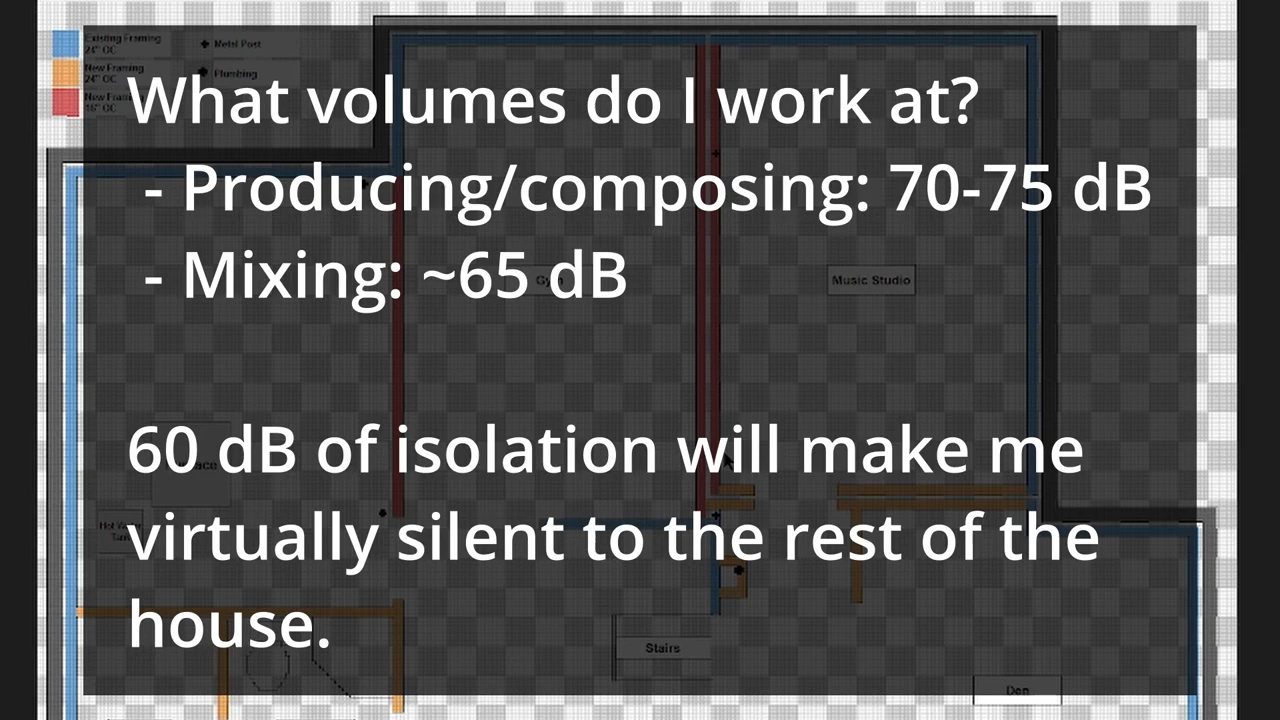 Existing Framing
24" OC
Metal Post
New Framing
24" OC
Plumbing
New
16" OC
What volumes do I work at?
- Producing/composing: 70-75 dB
- Mixing: ~65 dB
Music Studio
60 dB of isolation will make me
virtually silent to the rest of the
house.
Stairs
Den